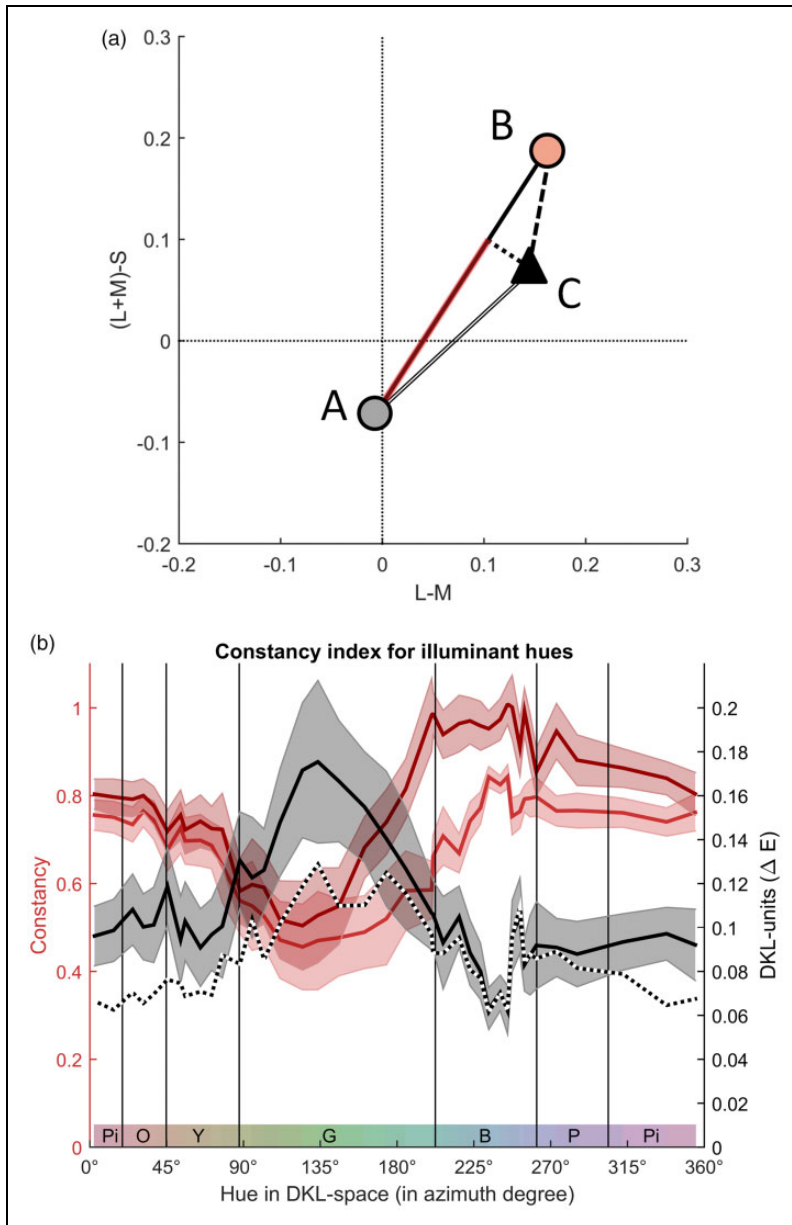 (a)
0.3
0.2
0.1
0
-0.1
-0.2
(L+M)-S
B
C
A
-0.2 -0.1 0 0.1 0.2 0.3
L-M
(b)
Constancy index for illuminant hues
1
0.8
0.6
0.4
0.2
0
Constancy
0.2
0.18
0.16
0.14
0.12
0.1
0.08
0.06
0.04
0.02
0
DKL-units (Δ E)
Pi O Y G B P Pi
0° 45° 90° 135° 180° 225° 270° 315° 360°
Hue in DKL-space (in azimuth degree)